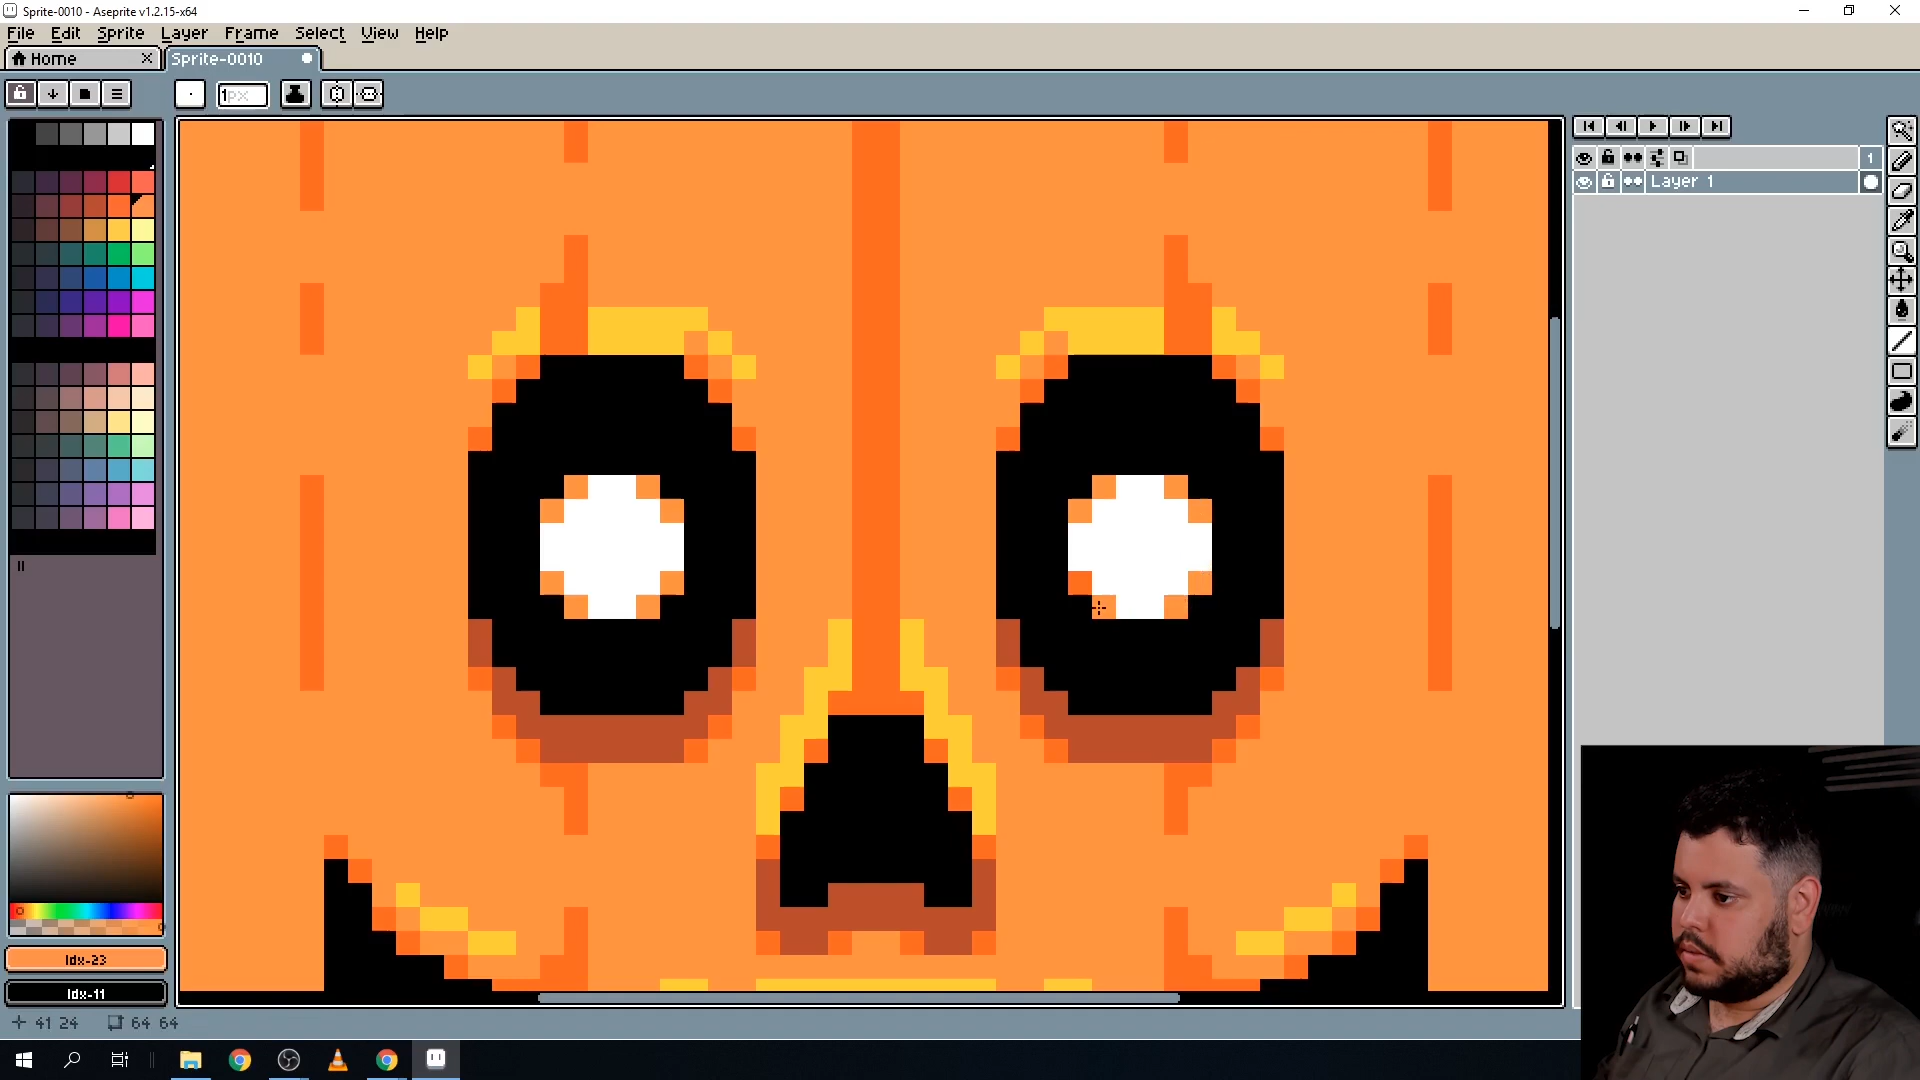 Sprite-0010 - Aseprite v1.2.15-x64
File Edit Sprite Layer Frame Select View Help
Home
Sprite-0010
1px
1
Layer 1
Idx-23
Idx-11
41 24
64 64